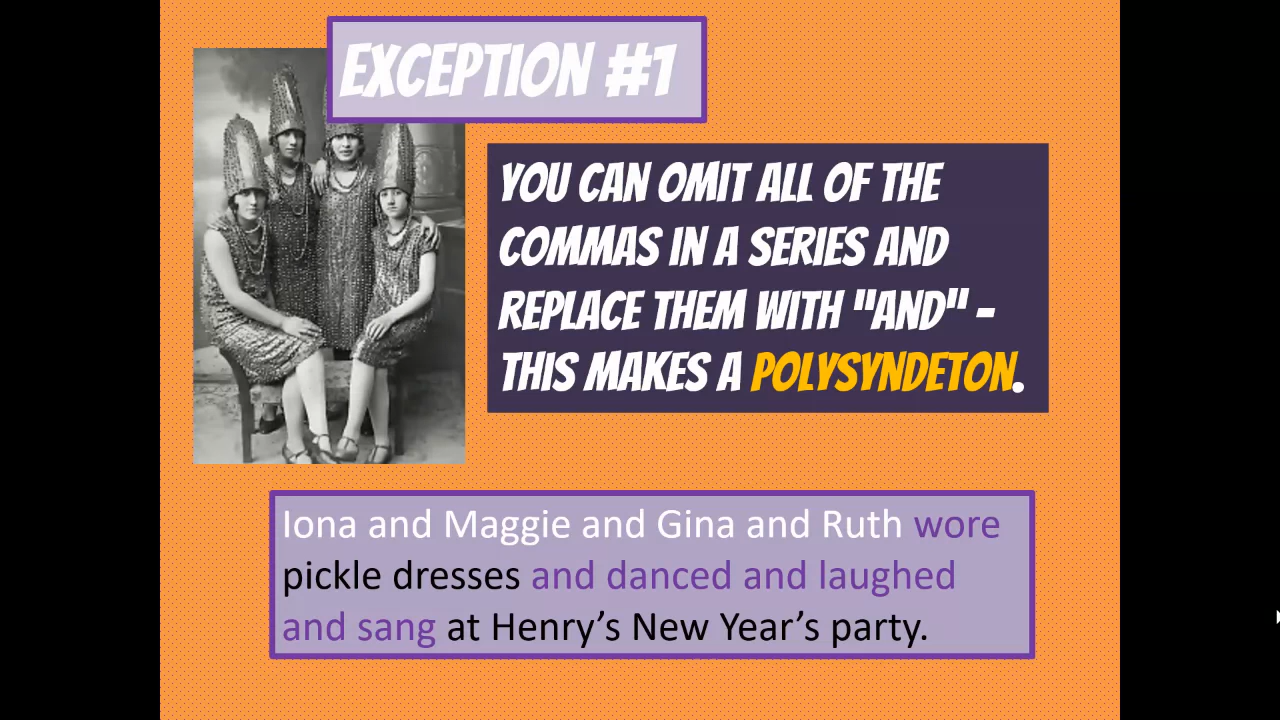 EXCEPTION #1
YOU CAN OMIT ALL OF THE
COMMAS IN A SERIES AND
REPLACE THEM WITH "AND" -
THIS MAKES A POLYSYNDETON.
Iona and Maggie and Gina and Ruth wore
pickle dresses and danced and laughed
and sang at Henry’s New Year’s party.